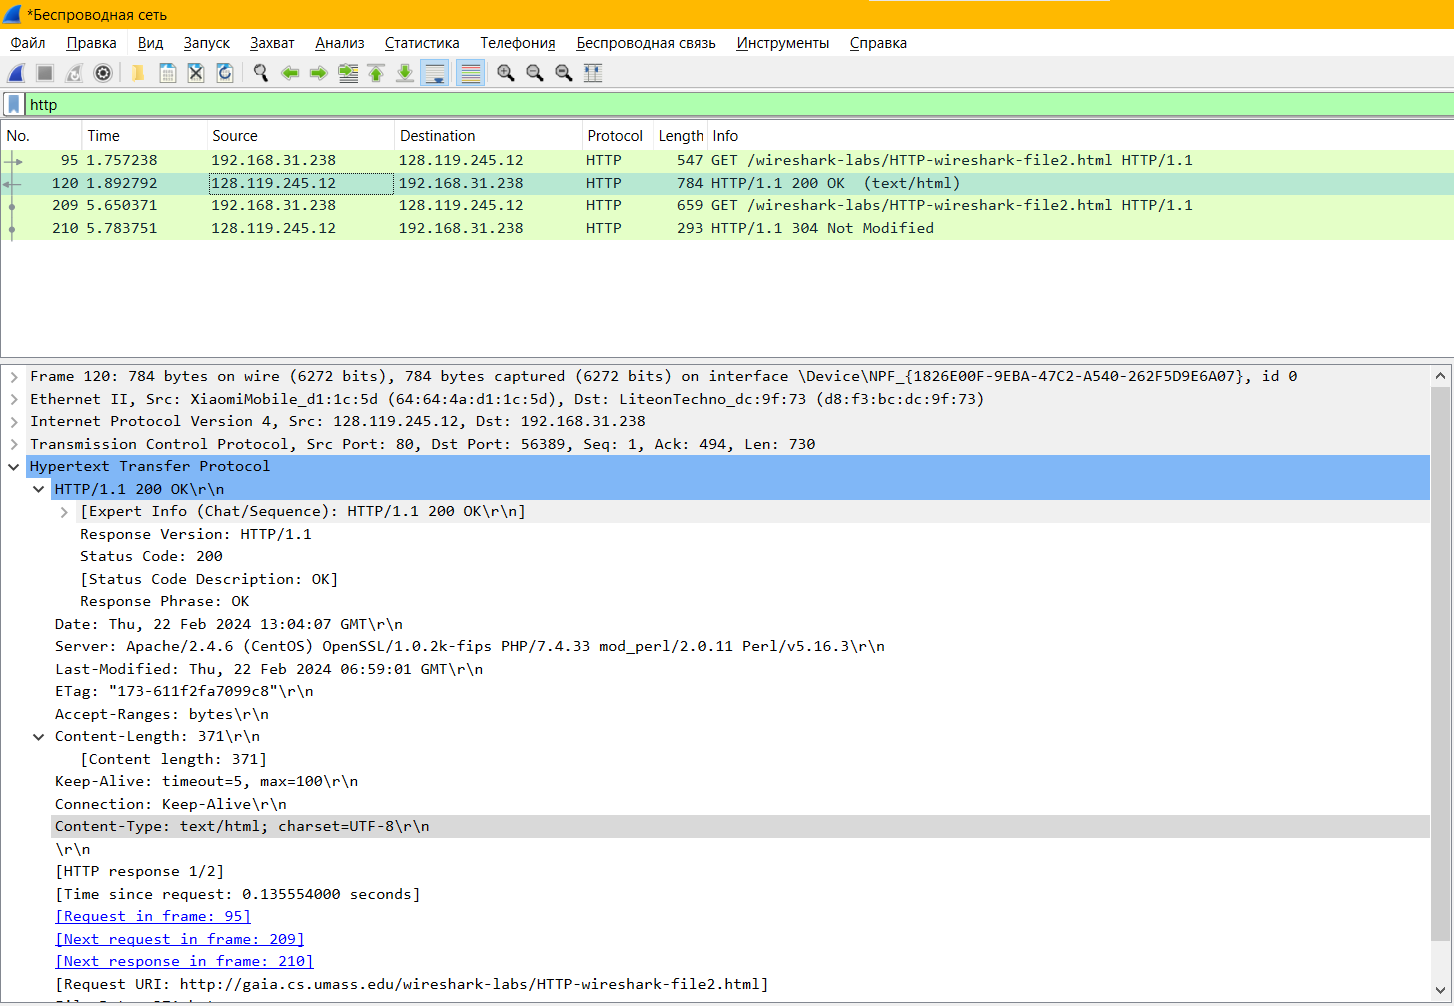 *Беспроводная сеть
Файл Правка Вид Запуск Захват Анализ Статистика Телефония Беспроводная связь Инструменты Справка
http
No. Time Source Destination Protocol Length Info
95 1.757238 192.168.31.238 128.119.245.12 HTTP 547 GET /wireshark-labs/HTTP-wireshark-file2.html HTTP/1.1
120 1.892792 128.119.245.12 192.168.31.238 HTTP 784 HTTP/1.1 200 OK (text/html)
209 5.650371 192.168.31.238 128.119.245.12 HTTP 659 GET /wireshark-labs/HTTP-wireshark-file2.html HTTP/1.1
210 5.783751 128.119.245.12 192.168.31.238 HTTP 293 HTTP/1.1 304 Not Modified
Frame 120: 784 bytes on wire (6272 bits), 784 bytes captured (6272 bits) on interface \Device\NPF_{1826E00F-9EBA-47C2-A540-262F5D9E6A07}, id 0
Ethernet II, Src: XiaomiMobile_d1:1c:5d (64:64:4a:d1:1c:5d), Dst: LiteonTechno_dc:9f:73 (d8:f3:bc:dc:9f:73)
Internet Protocol Version 4, Src: 128.119.245.12, Dst: 192.168.31.238
Transmission Control Protocol, Src Port: 80, Dst Port: 56389, Seq: 1, Ack: 494, Len: 730
Hypertext Transfer Protocol
HTTP/1.1 200 OK\r\n
[Expert Info (Chat/Sequence): HTTP/1.1 200 OK\r\n]
Response Version: HTTP/1.1
Status Code: 200
[Status Code Description: OK]
Response Phrase: OK
Date: Thu, 22 Feb 2024 13:04:07 GMT\r\n
Server: Apache/2.4.6 (CentOS) OpenSSL/1.0.2k-fips PHP/7.4.33 mod_perl/2.0.11 Perl/v5.16.3\r\n
Last-Modified: Thu, 22 Feb 2024 06:59:01 GMT\r\n
ETag: "173-611f2fa7099c8"\r\n
Accept-Ranges: bytes\r\n
Content-Length: 371\r\n
[Content length: 371]
Keep-Alive: timeout=5, max=100\r\n
Connection: Keep-Alive\r\n
Content-Type: text/html; charset=UTF-8\r\n
\r\n
[HTTP response 1/2]
[Time since request: 0.135554000 seconds]
[Request in frame: 95]
[Next request in frame: 209]
[Next response in frame: 210]
[Request URI: http://gaia.cs.umass.edu/wireshark-labs/HTTP-wireshark-file2.html]